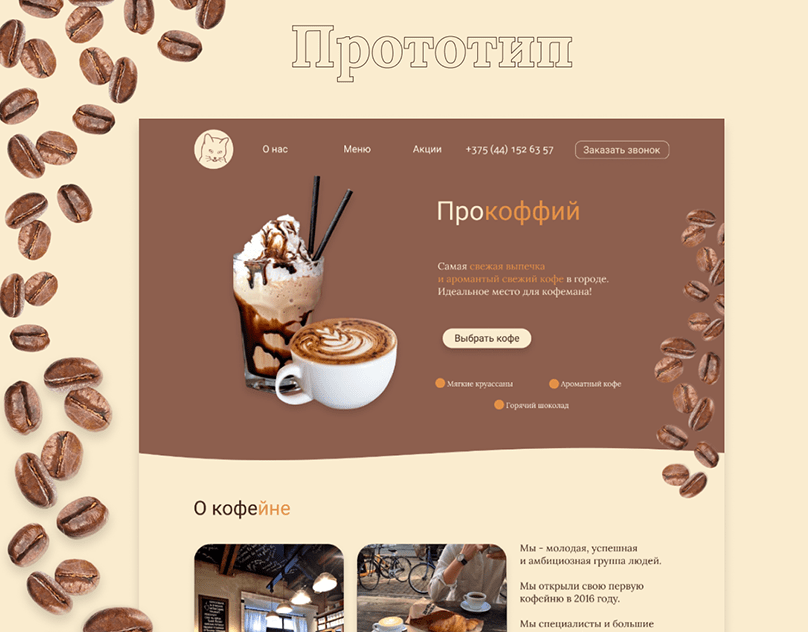 Прототип
О нас
Меню
Акции
+375 (44) 152 63 57
Заказать звонок
Прокоффий
Самая свежая выпечка
и аромантый свежий кофе в городе.
Идеальное место для кофемана!
Выбрать кофе
Мягкие круассаны
Ароматный кофе
Горячий шоколад
О кофейне
Мы - молодая, успешная
и амбициозная группа людей.
Мы открыли свою первую
кофейню в 2016 году.
Мы специалисты и большие